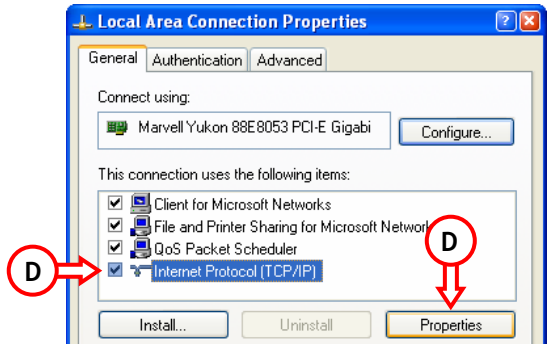 Local Area Connection Properties
General Authentication Advanced
Connect using:
Marvell Yukon 88E8053 PCI-E Gigabi Configure...
This connection uses the following items:
Client for Microsoft Networks
File and Printer Sharing for Microsoft Network
D
QoS Packet Scheduler
D
Internet Protocol (TCP/IP)
Install... Uninstall Properties